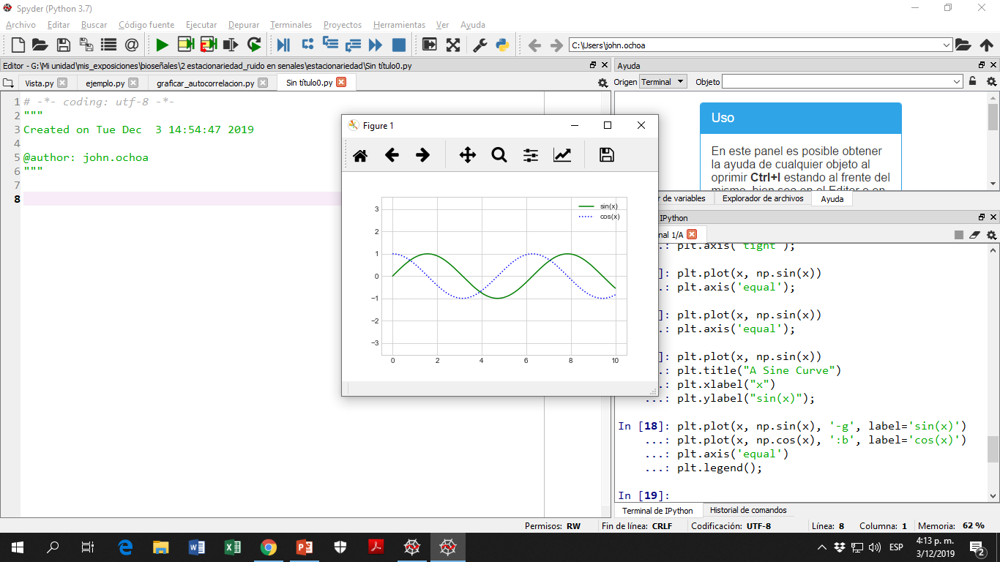 Spyder (Python 3.7)
Archivo Editar Buscar Código fuente Ejecutar Depurar Terminales Proyectos Herramientas Ver Ayuda
C:\Users\john.ochoa
Editor - G:\Mi unidad\mis_exposiciones\bioseñales\2 estacionariedad_ruido en senales\estacionariedad\Sin título0.py
Vista.py ejemplo.py graficar_autocorrelacion.py Sin título0.py
1 # -*- coding: utf-8 -*-
2 """
3 Created on Tue Dec  3 14:54:47 2019
4
5 @author: john.ochoa
6 """
7
8
Figure 1
sin(x)
cos(x)
3
2
1
0
−1
−2
−3
0 2 4 6 8 10
Ayuda
Origen Terminal Objeto
Uso
En este panel es posible obtener
la ayuda de cualquier objeto al
oprimir Ctrl+I estando al frente del
mismo, bien sea en el Editor o en
r de variables Explorador de archivos Ayuda
IPython
nal 1/A
.: plt.axis('tight');
]: plt.plot(x, np.sin(x))
.: plt.axis('equal');
]: plt.plot(x, np.sin(x))
.: plt.axis('equal');
]: plt.plot(x, np.sin(x))
.: plt.title("A Sine Curve")
.: plt.xlabel("x")
...: plt.ylabel("sin(x)");
In [18]: plt.plot(x, np.sin(x), '-g', label='sin(x)')
...: plt.plot(x, np.cos(x), ':b', label='cos(x)')
...: plt.axis('equal')
...: plt.legend();
In [19]:
Terminal de IPython Historial de comandos
Permisos: RW Fin de línea: CRLF Codificación: UTF-8 Línea: 8 Columna: 1 Memoria: 62 %
ESP
4:13 p. m.
3/12/2019
2